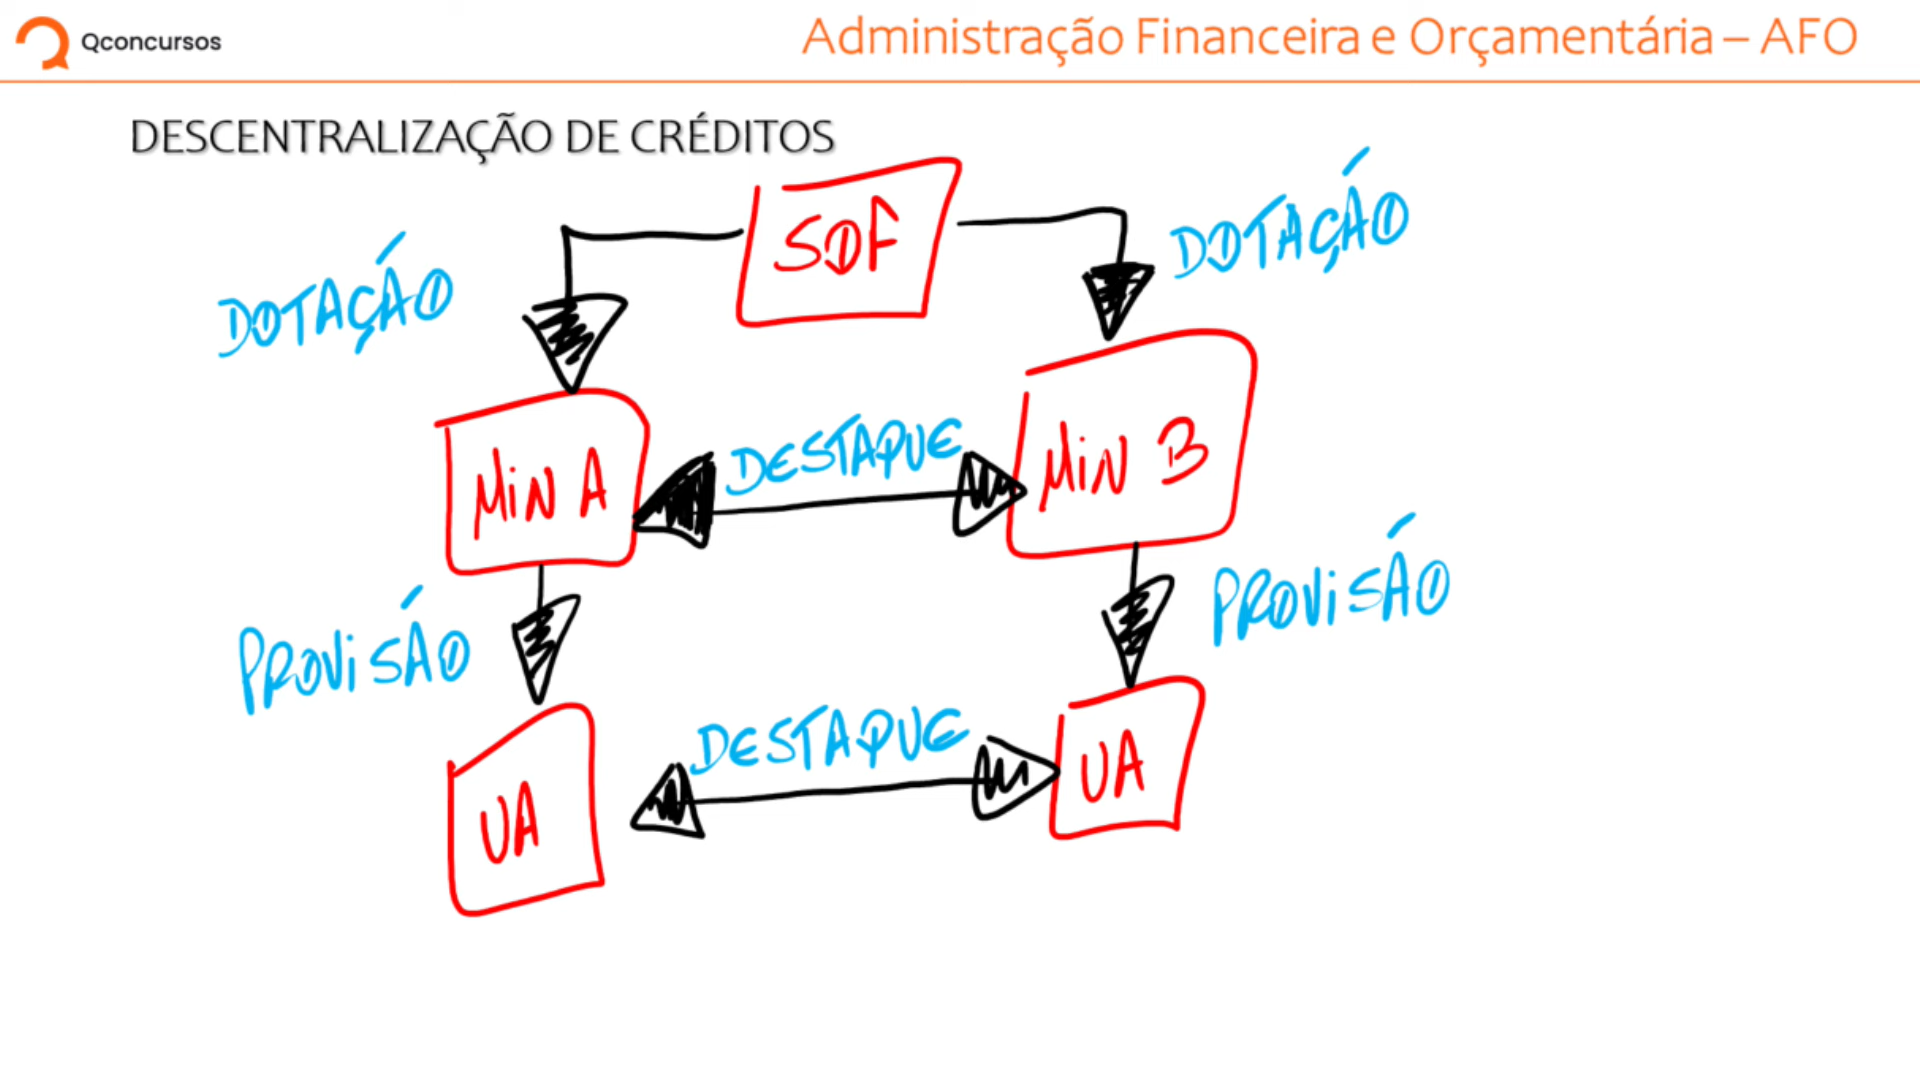 Qconcursos
Administração Financeira e Orçamentária – AFO
DESCENTRALIZAÇÃO DE CRÉDITOS
SOF
DOTAÇÃO
DOTAÇÃO
MiN A
DESTAQUE
MiN B
PROViSÃO
PROViSÃO
UA
DESTAQUE
UA